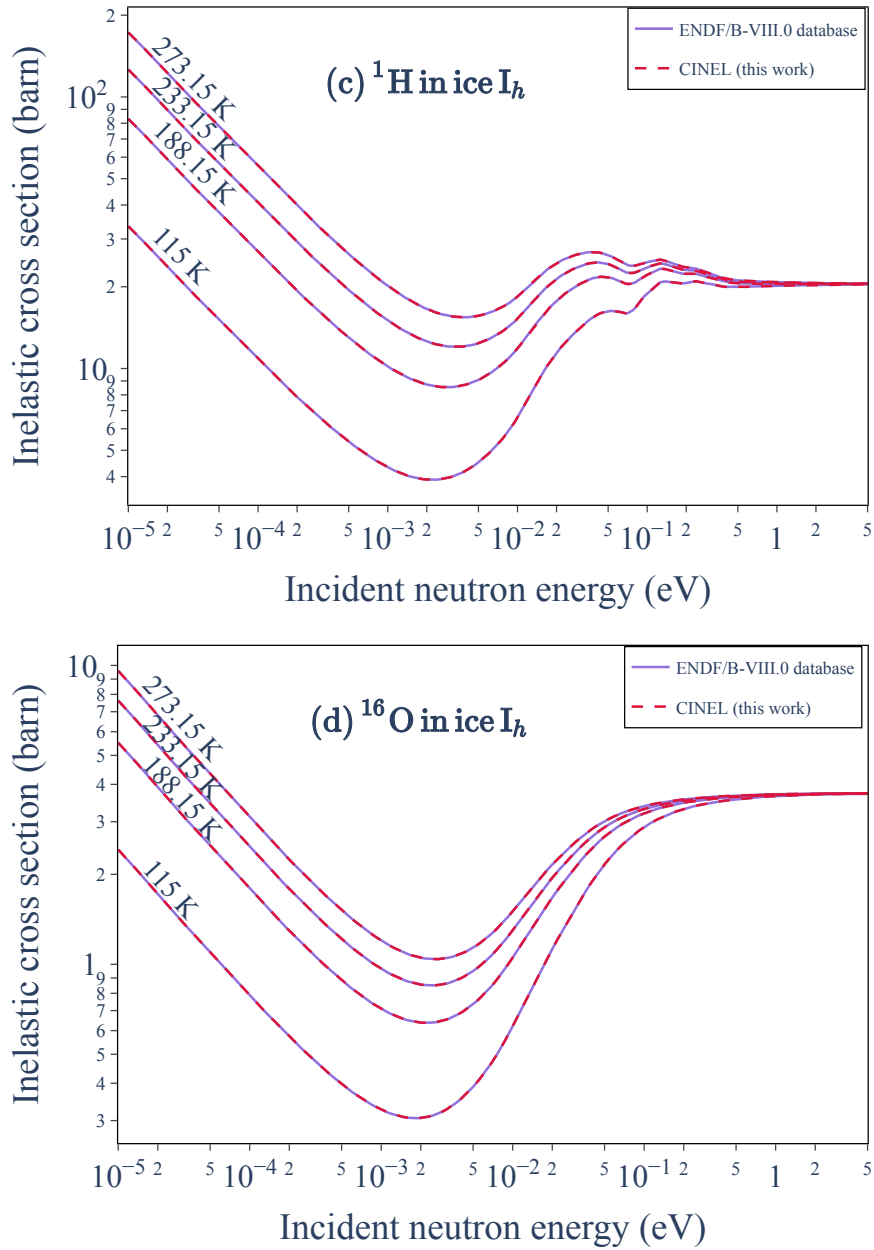 2
10²
9
8
7
6
5
4
3
2
10
9
8
7
6
5
4
Inelastic cross section (barn)
273.15 K
233.15 K
188.15 K
115 K
(c) ¹H in ice Iₕ
ENDF/B-VIII.0 database
CINEL (this work)
10⁻⁵ 2 5 10⁻⁴ 2 5 10⁻³ 2 5 10⁻² 2 5 10⁻¹ 2 5 1 2 5
Incident neutron energy (eV)
10
9
8
7
6
5
4
3
2
1
9
8
7
6
5
4
3
Inelastic cross section (barn)
273.15 K
233.15 K
188.15 K
115 K
(d) ¹⁶O in ice Iₕ
ENDF/B-VIII.0 database
CINEL (this work)
10⁻⁵ 2 5 10⁻⁴ 2 5 10⁻³ 2 5 10⁻² 2 5 10⁻¹ 2 5 1 2 5
Incident neutron energy (eV)